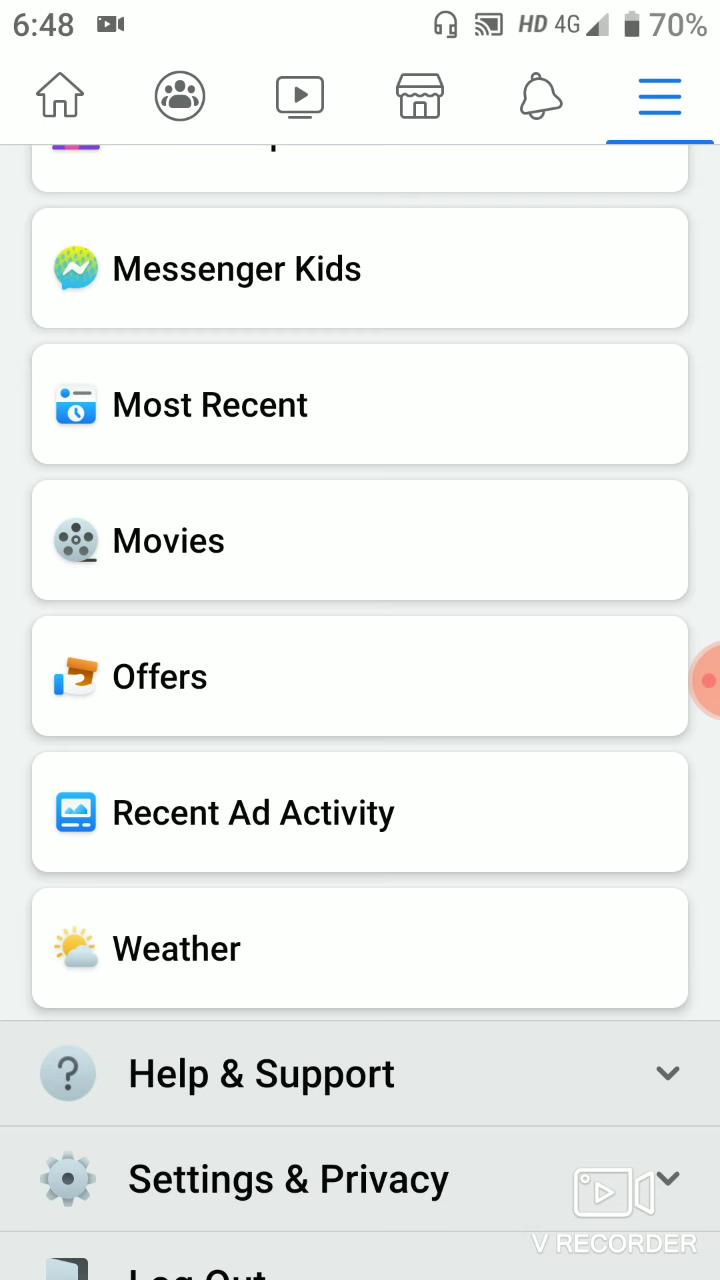 6:48 HD 4G 70%
Messenger Kids
Most Recent
Movies
Offers
Recent Ad Activity
Weather
Help & Support
Settings & Privacy
V RECORDER
Log Out